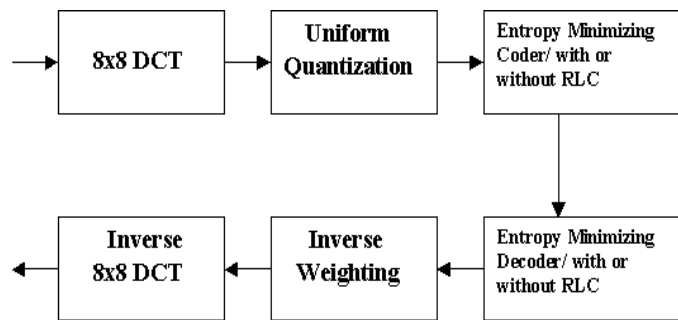 8x8 DCT
Uniform
Quantization
Entropy Minimizing
Coder/ with or
without RLC
Inverse
8x8 DCT
Inverse
Weighting
Entropy Minimizing
Decoder/ with or
without RLC